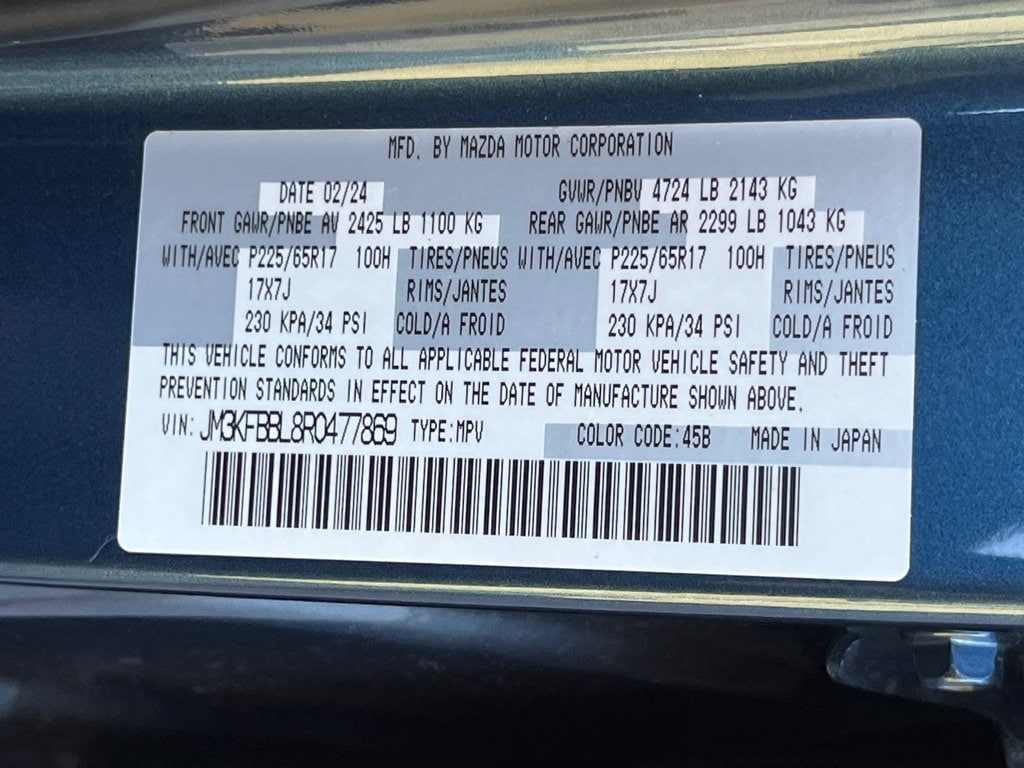 MFD. BY MAZDA MOTOR CORPORATION
DATE 02/24 GVWR/PNBV 4724 LB 2143 KG
FRONT GAWR/PNBE AV 2425 LB 1100 KG REAR GAWR/PNBE AR 2299 LB 1043 KG
WITH/AVEC P225/65R17 100H TIRES/PNEUS WITH/AVEC P225/65R17 100H TIRES/PNEUS
17X7J RIMS/JANTES 17X7J RIMS/JANTES
230 KPA/34 PSI COLD/A FROID 230 KPA/34 PSI COLD/A FROID
THIS VEHICLE CONFORMS TO ALL APPLICABLE FEDERAL MOTOR VEHICLE SAFETY AND THEFT
PREVENTION STANDARDS IN EFFECT ON THE DATE OF MANUFACTURE SHOWN ABOVE.
VIN: JM3KFBBL8R0477869 TYPE:MPV COLOR CODE:45B MADE IN JAPAN